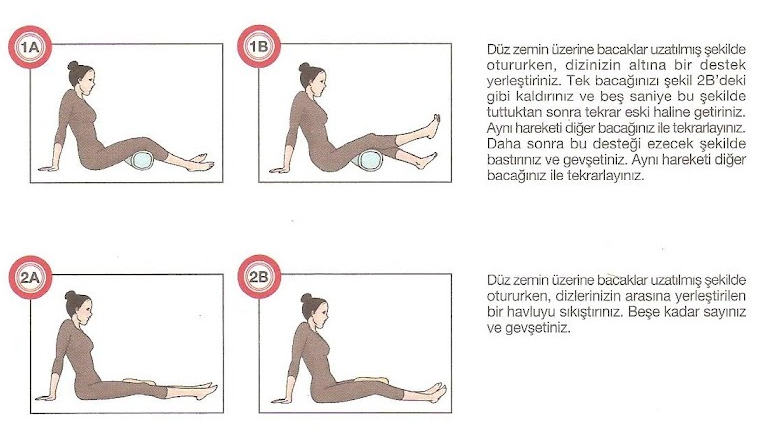 1A
1B
Düz zemin üzerine bacaklar uzatılmış şekilde
otururken, dizinizin altına bir destek
yerleştiriniz. Tek bacağınızı şekil 2B'deki
gibi kaldırınız ve beş saniye bu şekilde
tuttuktan sonra tekrar eski haline getiriniz.
Aynı hareketi diğer bacağınız ile tekrarlayınız.
Daha sonra bu desteği ezecek şekilde
bastırınız ve gevşetiniz. Aynı hareketi diğer
bacağınız ile tekrarlayınız.
2A
2B
Düz zemin üzerine bacaklar uzatılmış şekilde
otururken, dizlerinizin arasına yerleştirilen
bir havluyu sıkıştırınız. Beşe kadar sayınız
ve gevşetiniz.